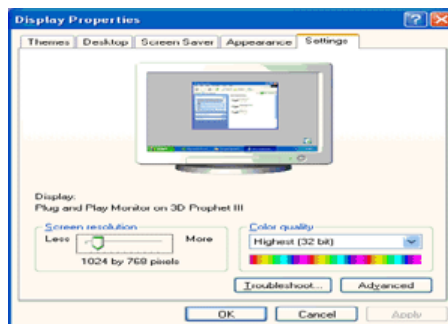 Display Properties
Themes Desktop Screen Saver Appearance Settings
Display:
Plug and Play Monitor on 3D Prophet III
Screen resolution
Less More
1024 by 768 pixels
Color quality
Highest (32 bit)
Troubleshoot... Advanced
OK Cancel Apply